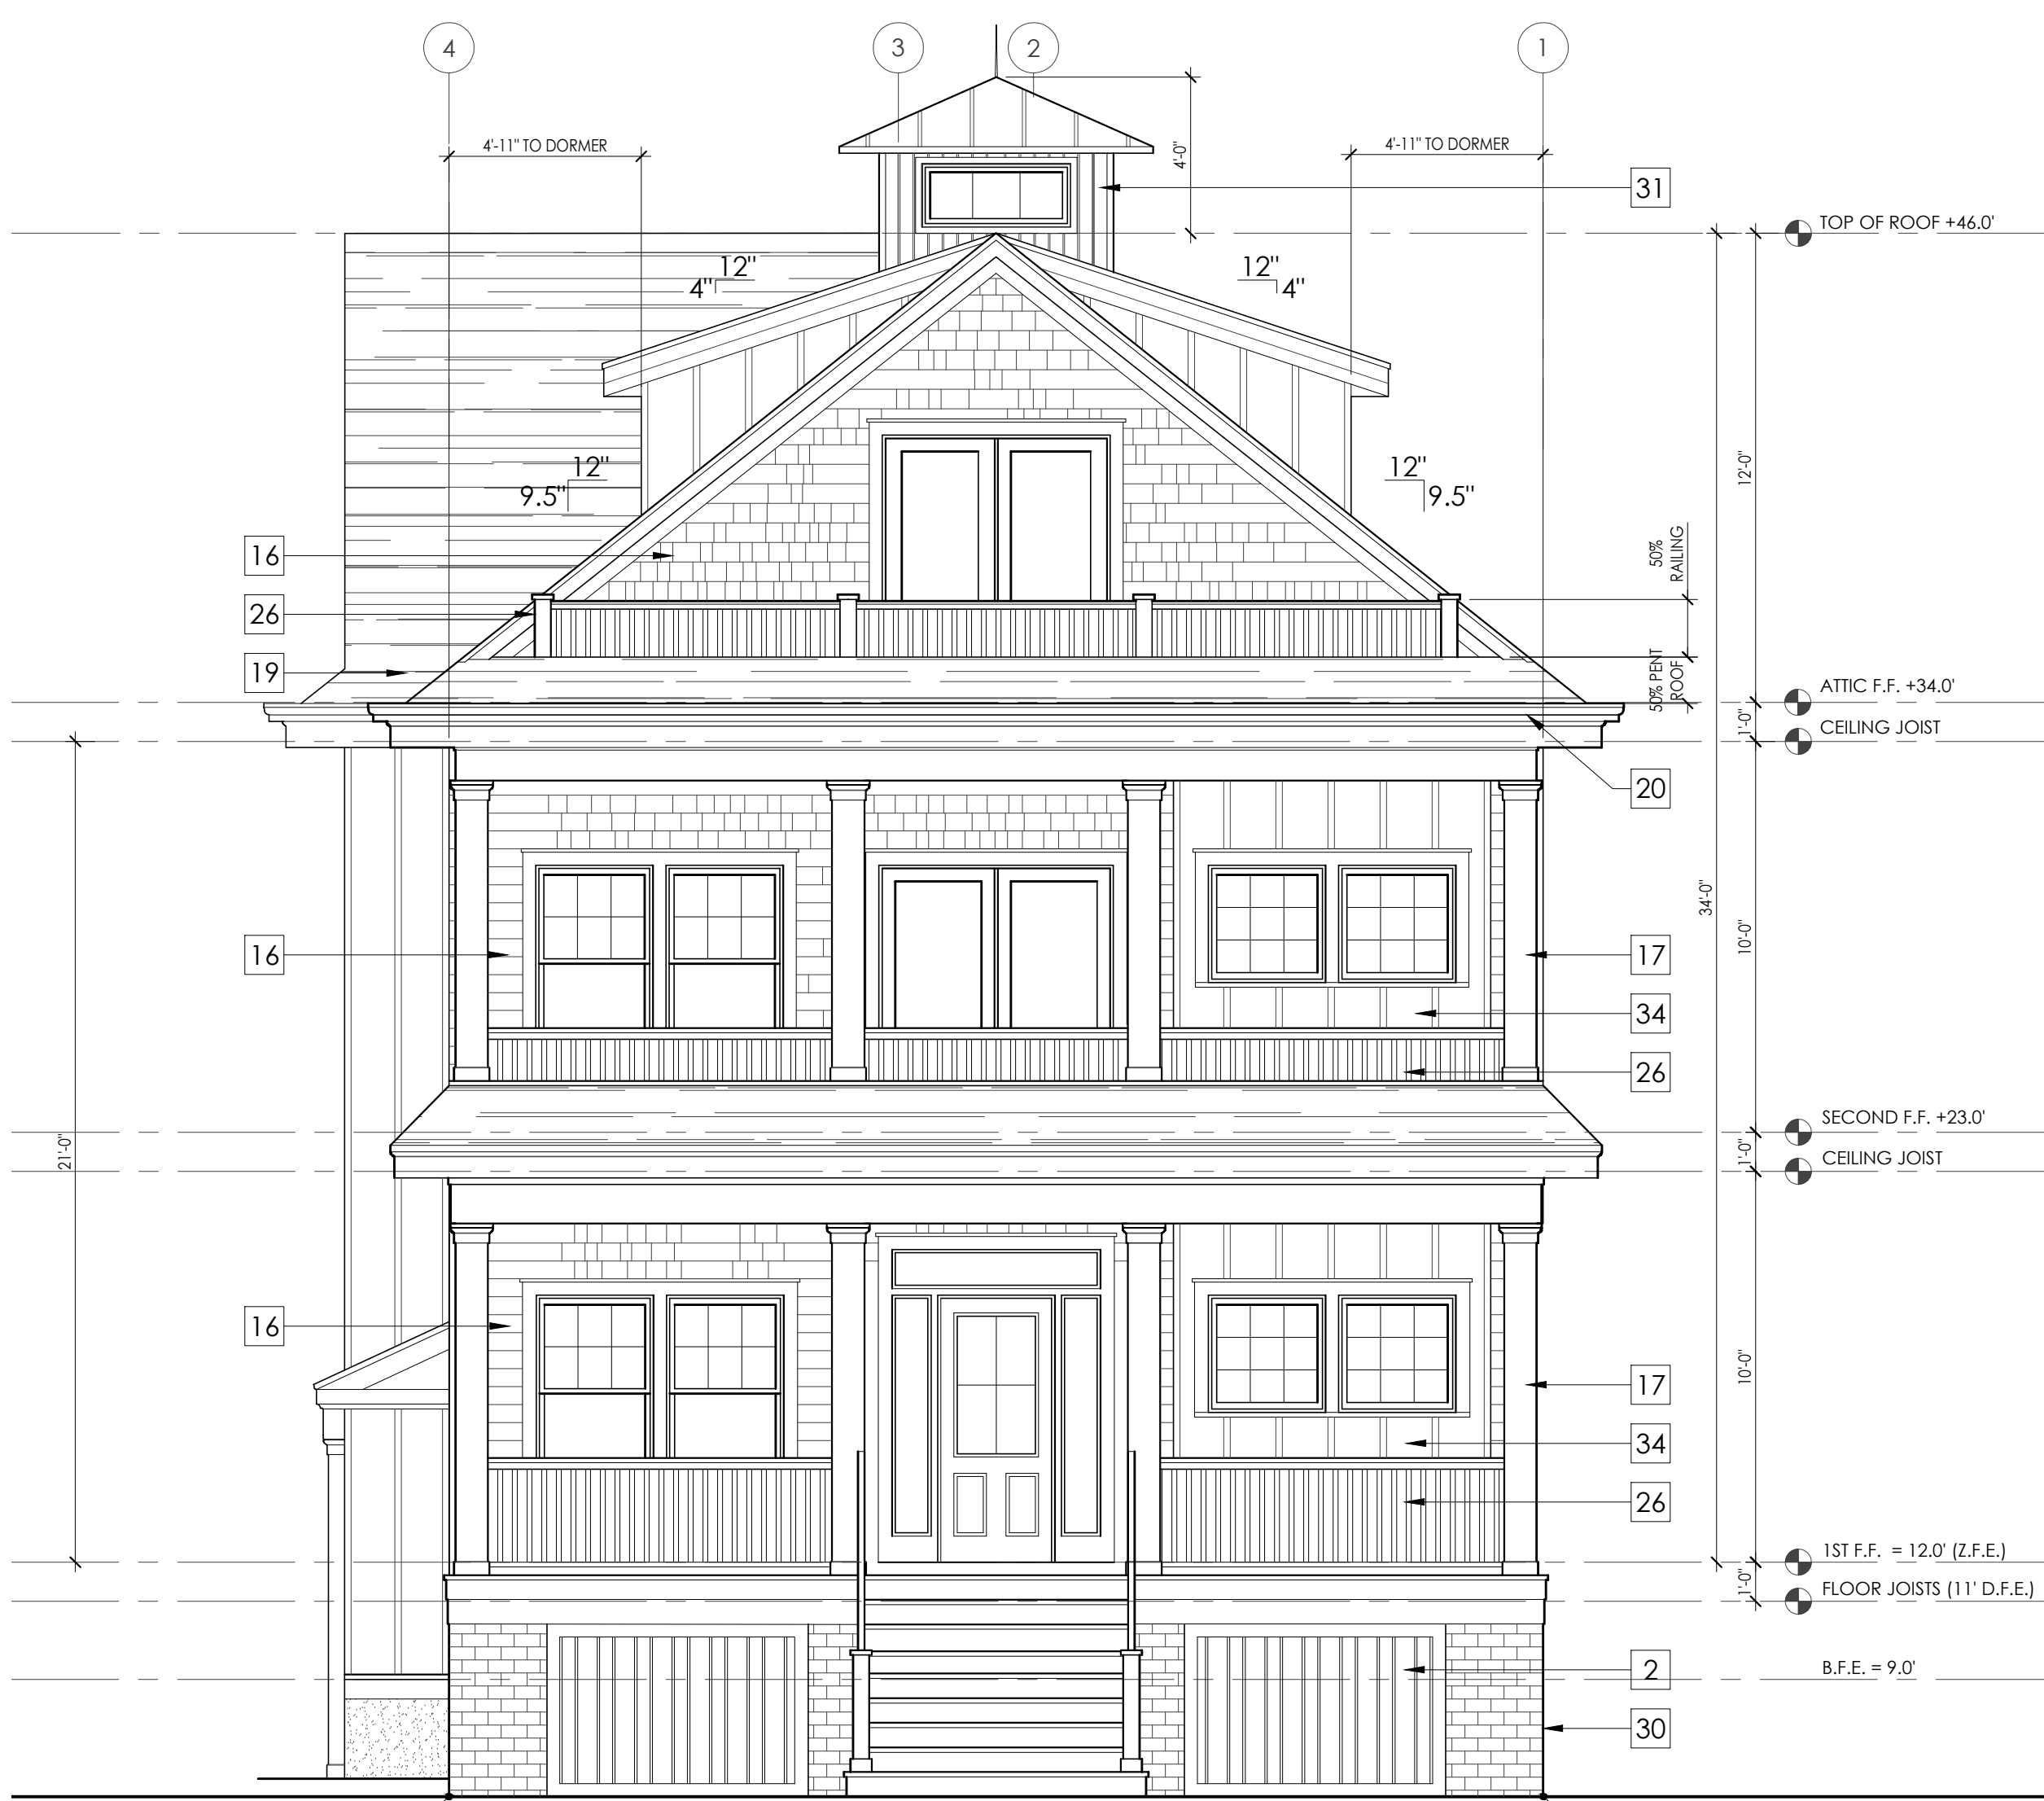 4
3
2
1
4'-11" TO DORMER
4'-11" TO DORMER
4'-0"
31
TOP OF ROOF +46.0'
12"
4"
12"
4"
12"
9.5"
12"
9.5"
12'-0"
16
50%
RAILING
26
19
50% PENT
ROOF
ATTIC F.F. +34.0'
1'-0"
CEILING JOIST
20
34'-0"
16
10'-0"
17
34
26
21'-0"
SECOND F.F. +23.0'
1'-0"
CEILING JOIST
16
10'-0"
17
34
26
1ST F.F. = 12.0' (Z.F.E.)
1'-0"
FLOOR JOISTS (11' D.F.E.)
2
B.F.E. = 9.0'
30